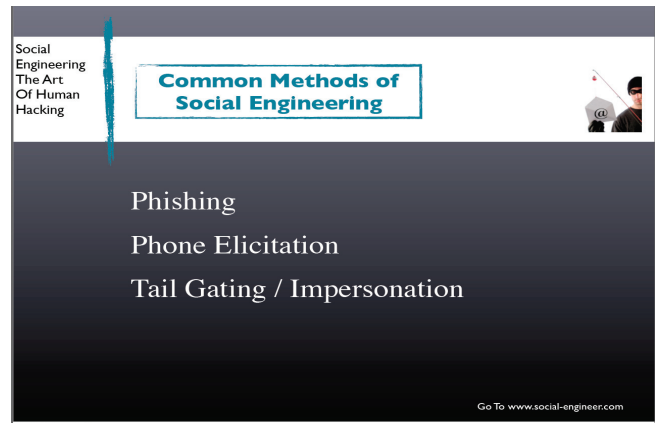 Social
Engineering
The Art
Of Human
Hacking
Common Methods of
Social Engineering
@
Phishing
Phone Elicitation
Tail Gating / Impersonation
Go To www.social-engineer.com